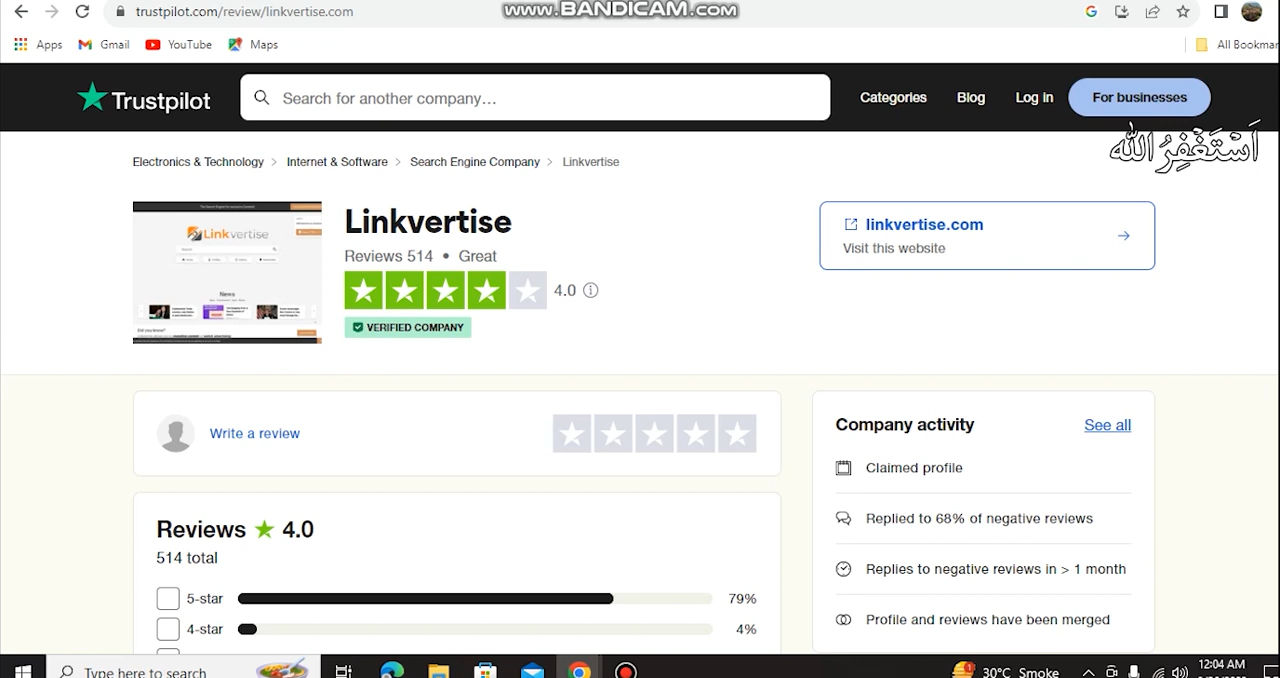 trustpilot.com/review/linkvertise.com
www.BANDICAM.com
Apps Gmail YouTube Maps
Trustpilot Search for another company… Categories Blog Log in For businesses
اَسْتَغْفِرُ اللّٰه
Electronics & Technology > Internet & Software > Search Engine Company > Linkvertise
Linkvertise
Reviews 514 • Great
4.0
VERIFIED COMPANY
linkvertise.com
Visit this website
Linkvertise
News
Write a review
Company activity See all
Claimed profile
Replied to 68% of negative reviews
Replies to negative reviews in > 1 month
Profile and reviews have been merged
Reviews ★ 4.0
514 total
5-star 79%
4-star 4%
Type here to search
30°C Smoke
12:04 AM